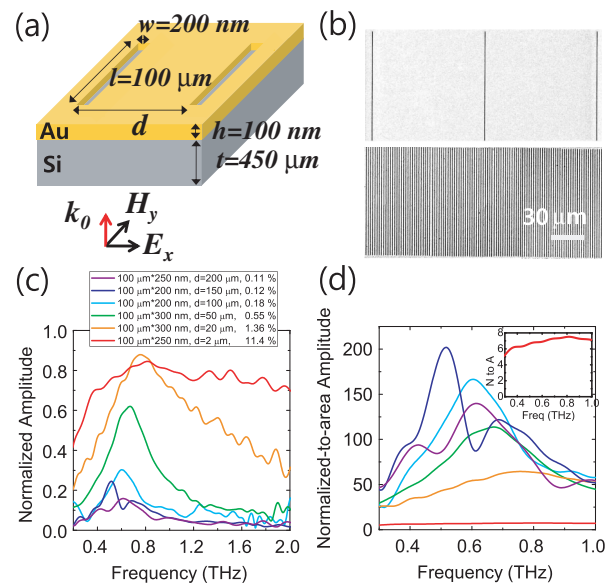 (a)
w=200 nm
l=100 μm
d
Au
h=100 nm
Si
t=450 μm
k0
Hy
Ex
(b)
30 μm
(c)
100 μm*250 nm, d=200 μm, 0.11 %
100 μm*200 nm, d=150 μm, 0.12 %
100 μm*200 nm, d=100 μm, 0.18 %
100 μm*300 nm, d=50 μm, 0.55 %
100 μm*300 nm, d=20 μm, 1.36 %
100 μm*250 nm, d=2 μm, 11.4 %
Normalized Amplitude
1.0
0.8
0.6
0.4
0.2
0.0
0.4 0.8 1.2 1.6 2.0
Frequency (THz)
(d)
Normalized-to-area Amplitude
200
150
125
100
75
50
25
0
0.4 0.6 0.8 1.0
Frequency (THz)
N to A
8
6
4
2
0
0.4 0.6 0.8 1.0
Freq (THz)